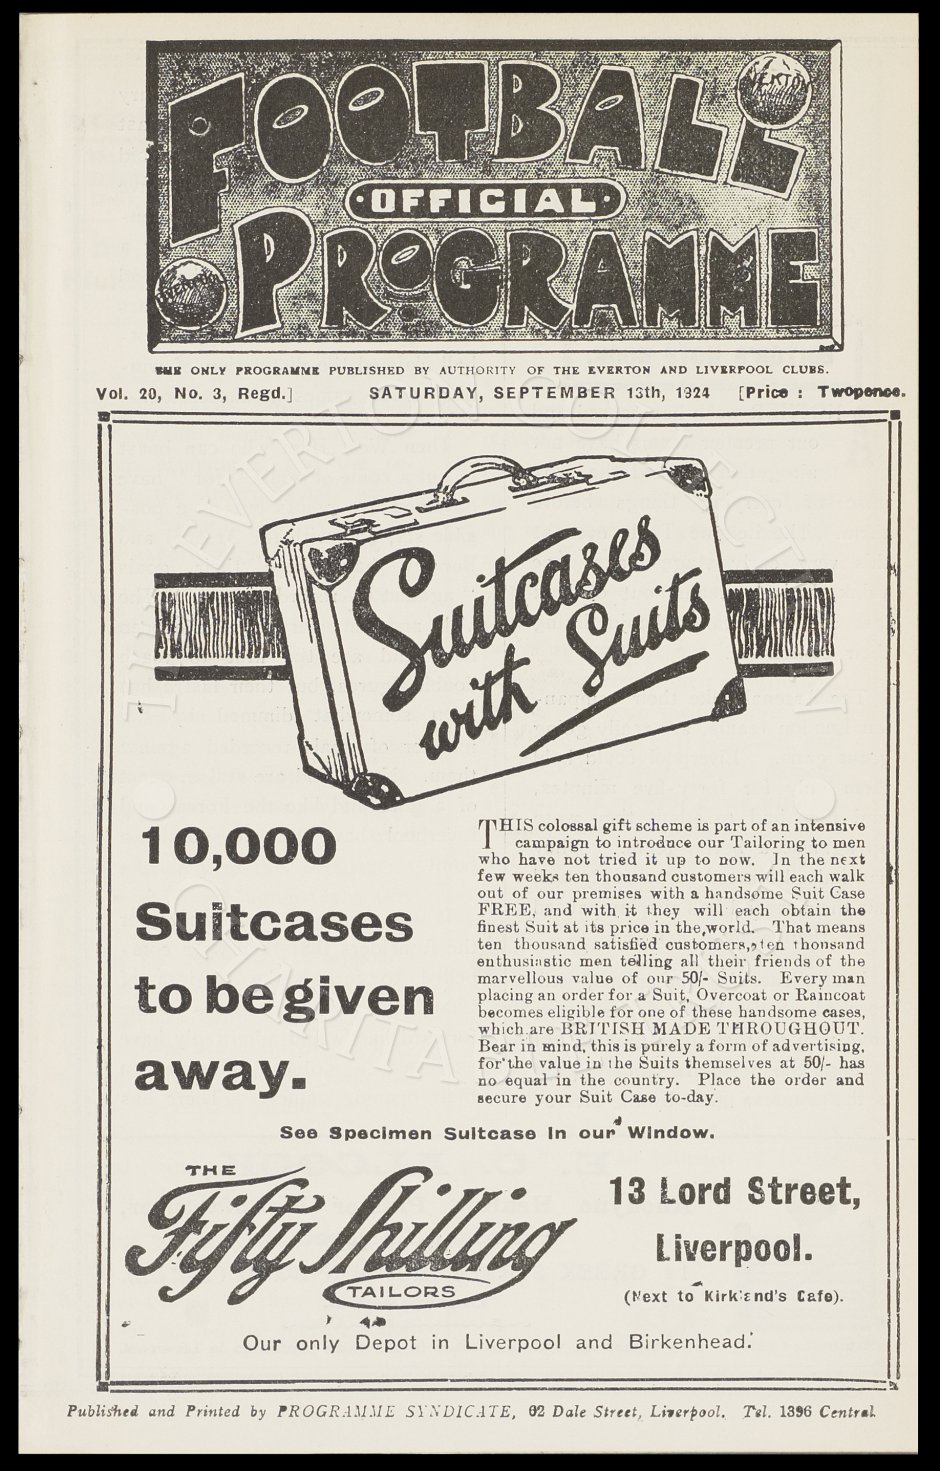 FOOTBALL
EVERTON
·OFFICIAL·
PROGRAMME
EVERTON
THE ONLY PROGRAMME PUBLISHED BY AUTHORITY OF THE EVERTON AND LIVERPOOL CLUBS.
Vol. 20, No. 3, Regd.] SATURDAY, SEPTEMBER 13th, 1924 [Price : Twopence.
THE EVERTON COLLECTION
Suitcases
with Suits
10,000
Suitcases
to be given
away.
THIS colossal gift scheme is part of an intensive
campaign to introduce our Tailoring to men
who have not tried it up to now. In the next
few weeks ten thousand customers will each walk
out of our premises with a handsome Suit Case
FREE, and with it they will each obtain the
finest Suit at its price in the world. That means
ten thousand satisfied customers, ten thousand
enthusiastic men telling all their friends of the
marvellous value of our 50/- Suits. Every man
placing an order for a Suit, Overcoat or Raincoat
becomes eligible for one of these handsome cases,
which are BRITISH MADE THROUGHOUT.
Bear in mind, this is purely a form of advertising,
for the value in the Suits themselves at 50/- has
no equal in the country. Place the order and
secure your Suit Case to-day.
CHARITABLE TRUST
See Specimen Suitcase in our Window.
THE
Fifty Shilling
TAILORS
13 Lord Street,
Liverpool.
(Next to Kirkland's Cafe).
Our only Depot in Liverpool and Birkenhead.
Published and Printed by PROGRAMME SYNDICATE, 62 Dale Street, Liverpool. Tel. 1396 Central